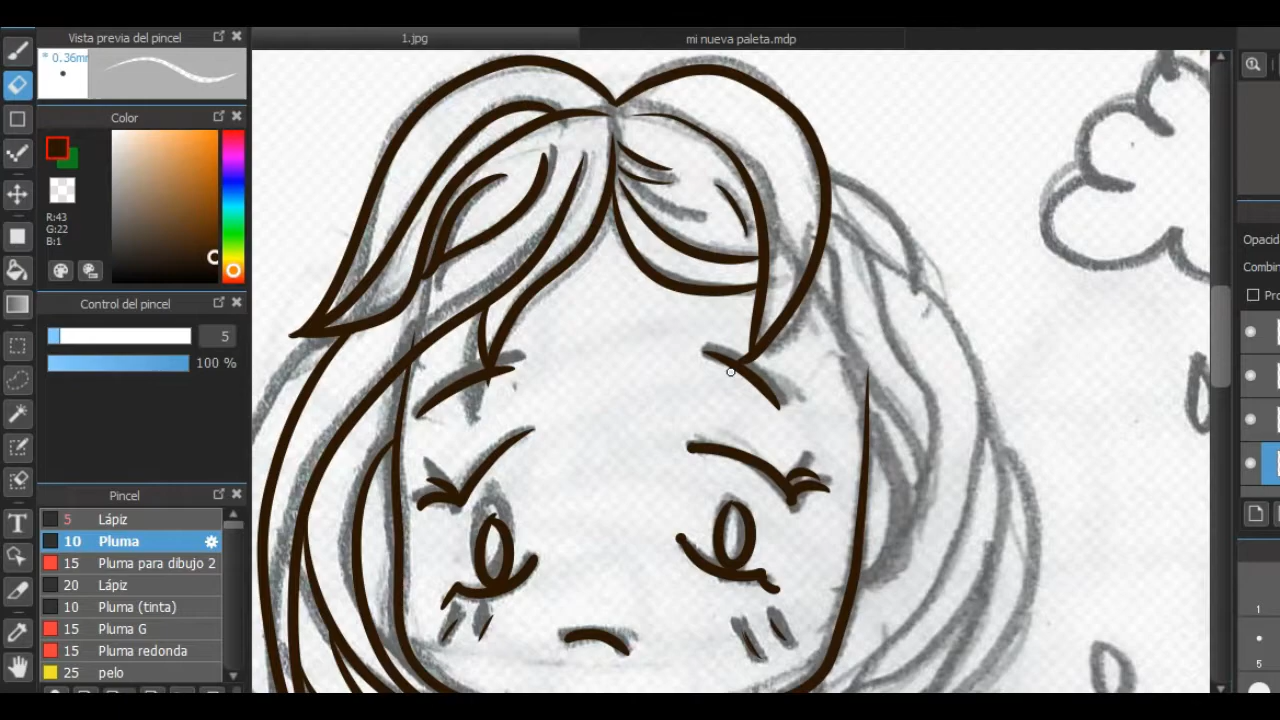 Vista previa del pincel
1.jpg
mi nueva paleta.mdp
* 0.36m
Color
R:43
G:22
B:1
Opacid
Combin
Pro
Control del pincel
5
100 %
Pincel
5 Lápiz
10 Pluma
15 Pluma para dibujo 2
20 Lápiz
10 Pluma (tinta)
15 Pluma G
15 Pluma redonda
25 pelo
1
5